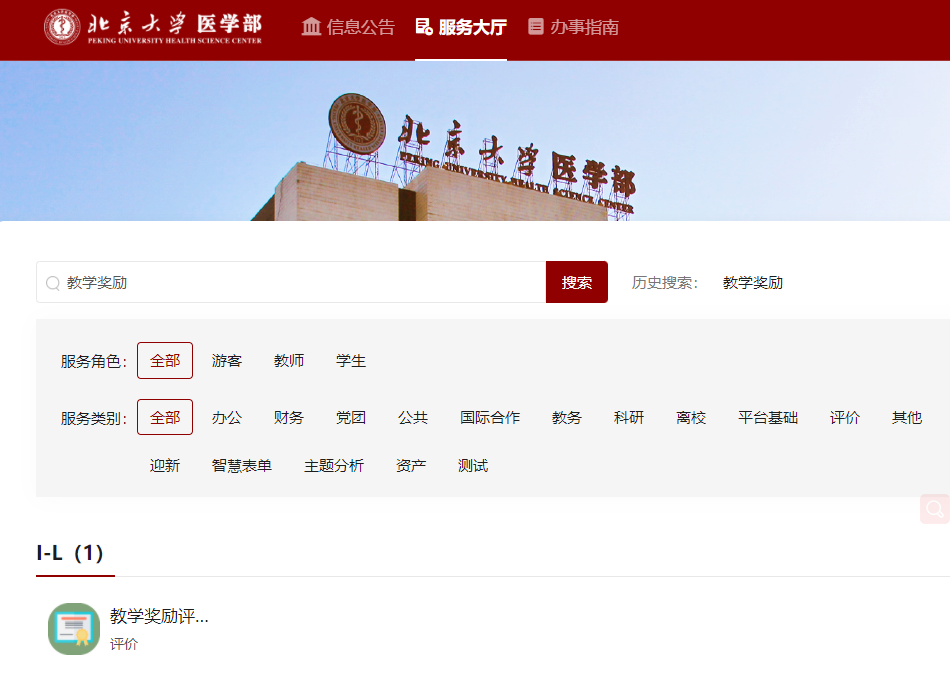 北京大学 医学部
PEKING UNIVERSITY HEALTH SCIENCE CENTER
信息公告 服务大厅 办事指南
北京大学医学部
PEKING UNIVERSITY HEALTH SCIENCE CENTER
教学奖励 搜索 历史搜索： 教学奖励
服务角色： 全部 游客 教师 学生
服务类别： 全部 办公 财务 党团 公共 国际合作 教务 科研 离校 平台基础 评价 其他
迎新 智慧表单 主题分析 资产 测试
I-L（1）
教学奖励评...
评价